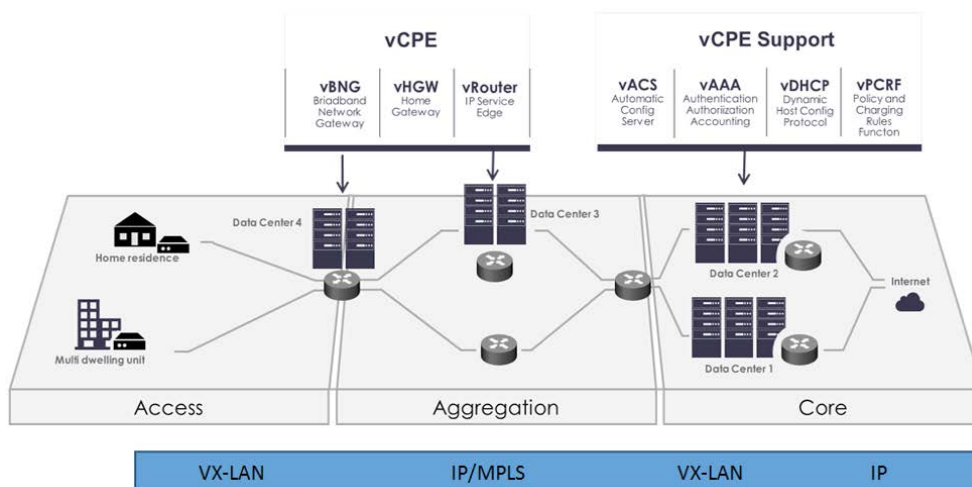 vCPE
vCPE Support
vBNG
Briadband
Network
Gateway
vHGW
Home
Gateway
vRouter
IP Service
Edge
vACS
Automatic
Config
Server
vAAA
Authentication
Authoriization
Accounting
vDHCP
Dynamic
Host Config
Protocol
vPCRF
Policy and
Charging
Rules
Functon
Data Center 4
Data Center 3
Home residence
Data Center 2
Internet
Multi dwelling unit
Data Center 1
Access
Aggregation
Core
VX-LAN
IP/MPLS
VX-LAN
IP